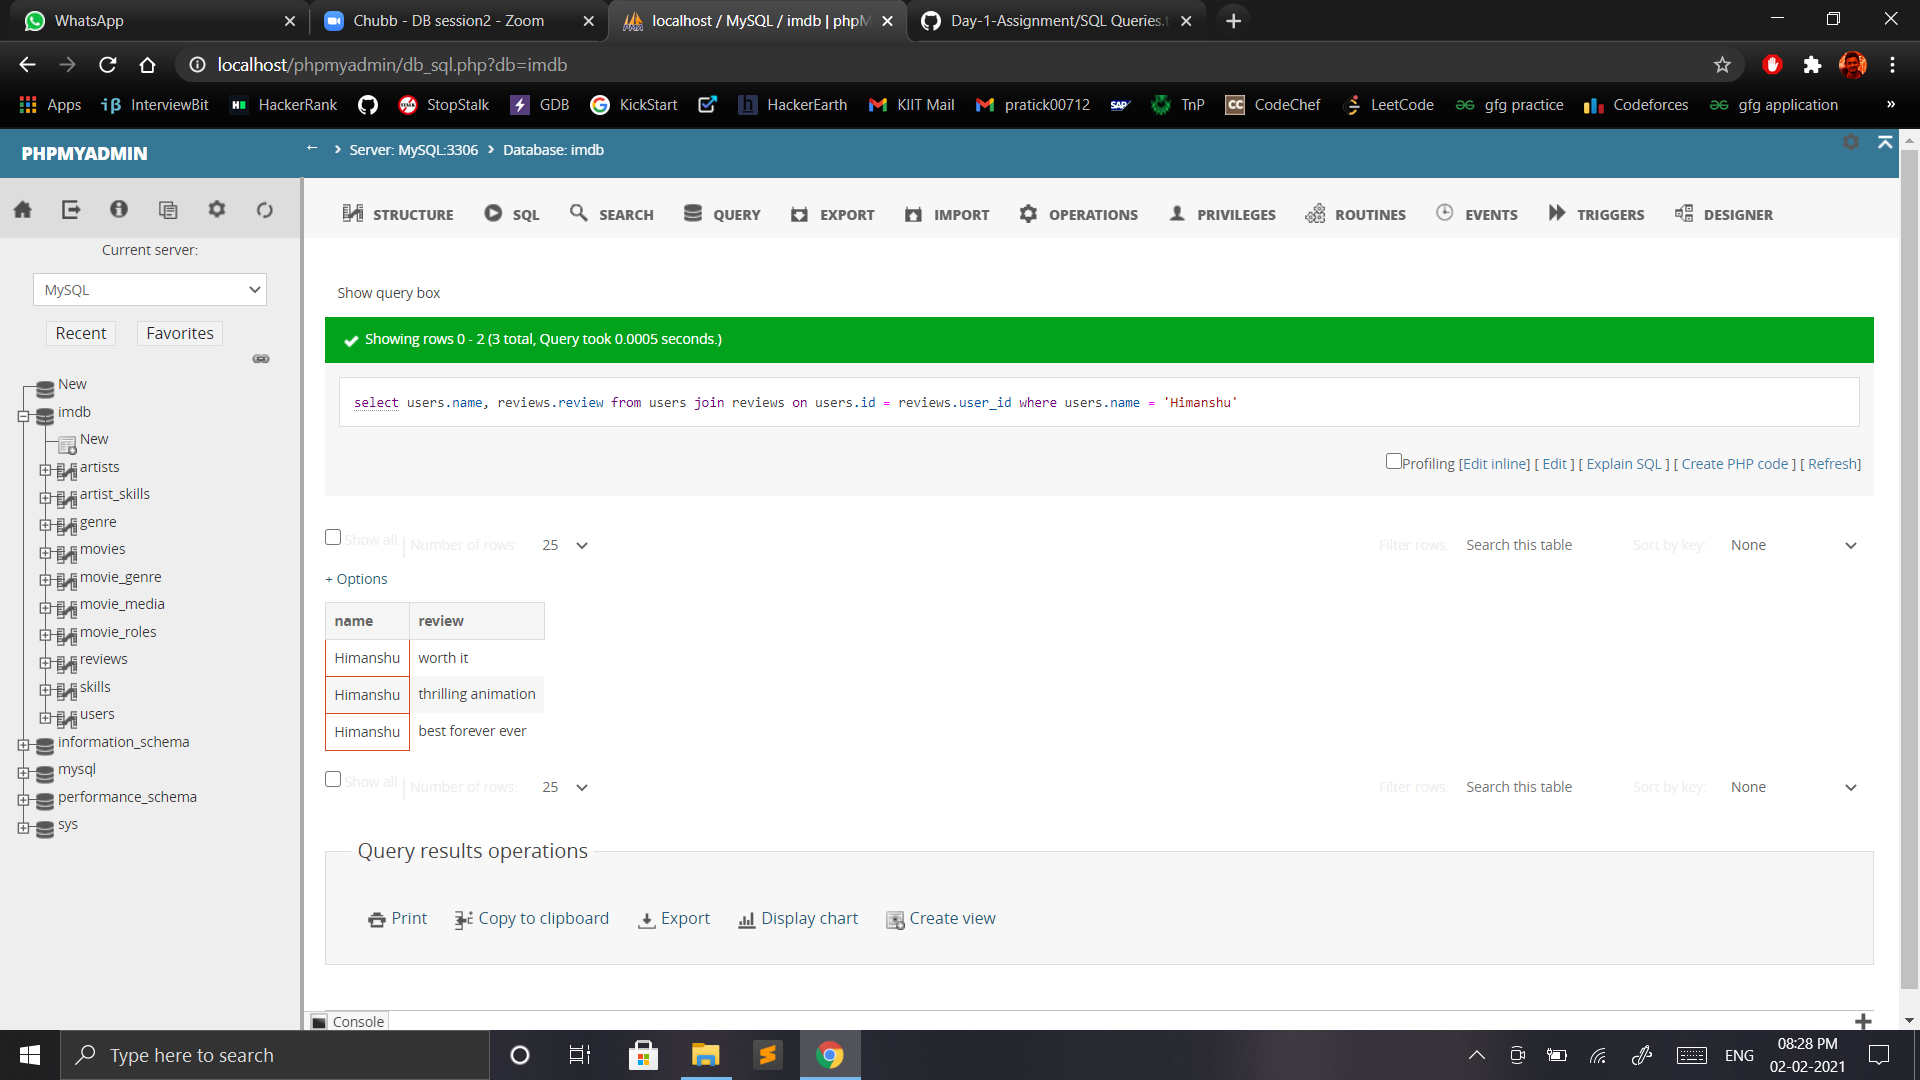 WhatsApp
Chubb - DB session2 - Zoom
localhost / MySQL / imdb | phpM
Day-1-Assignment/SQL Queries.t
localhost/phpmyadmin/db_sql.php?db=imdb
Apps InterviewBit HackerRank StopStalk GDB KickStart HackerEarth KIIT Mail pratick00712 SAP TnP CC CodeChef LeetCode gfg practice Codeforces gfg application »
PHPMYADMIN
← › Server: MySQL:3306 › Database: imdb
STRUCTURE SQL SEARCH QUERY EXPORT IMPORT OPERATIONS PRIVILEGES ROUTINES EVENTS TRIGGERS DESIGNER
Current server:
MySQL
Recent Favorites
New
imdb
New
artists
artist_skills
genre
movies
movie_genre
movie_media
movie_roles
reviews
skills
users
information_schema
mysql
performance_schema
sys
Show query box
Showing rows 0 - 2 (3 total, Query took 0.0005 seconds.)
select users.name, reviews.review from users join reviews on users.id = reviews.user_id where users.name = 'Himanshu'
Profiling [Edit inline] [ Edit ] [ Explain SQL ] [ Create PHP code ] [ Refresh]
Show all | Number of rows: 25 Filter rows: Search this table Sort by key: None
+ Options
name review
Himanshu worth it
Himanshu thrilling animation
Himanshu best forever ever
Show all | Number of rows: 25 Filter rows: Search this table Sort by key: None
Query results operations
Print Copy to clipboard Export Display chart Create view
Console
Type here to search
ENG
08:28 PM
02-02-2021